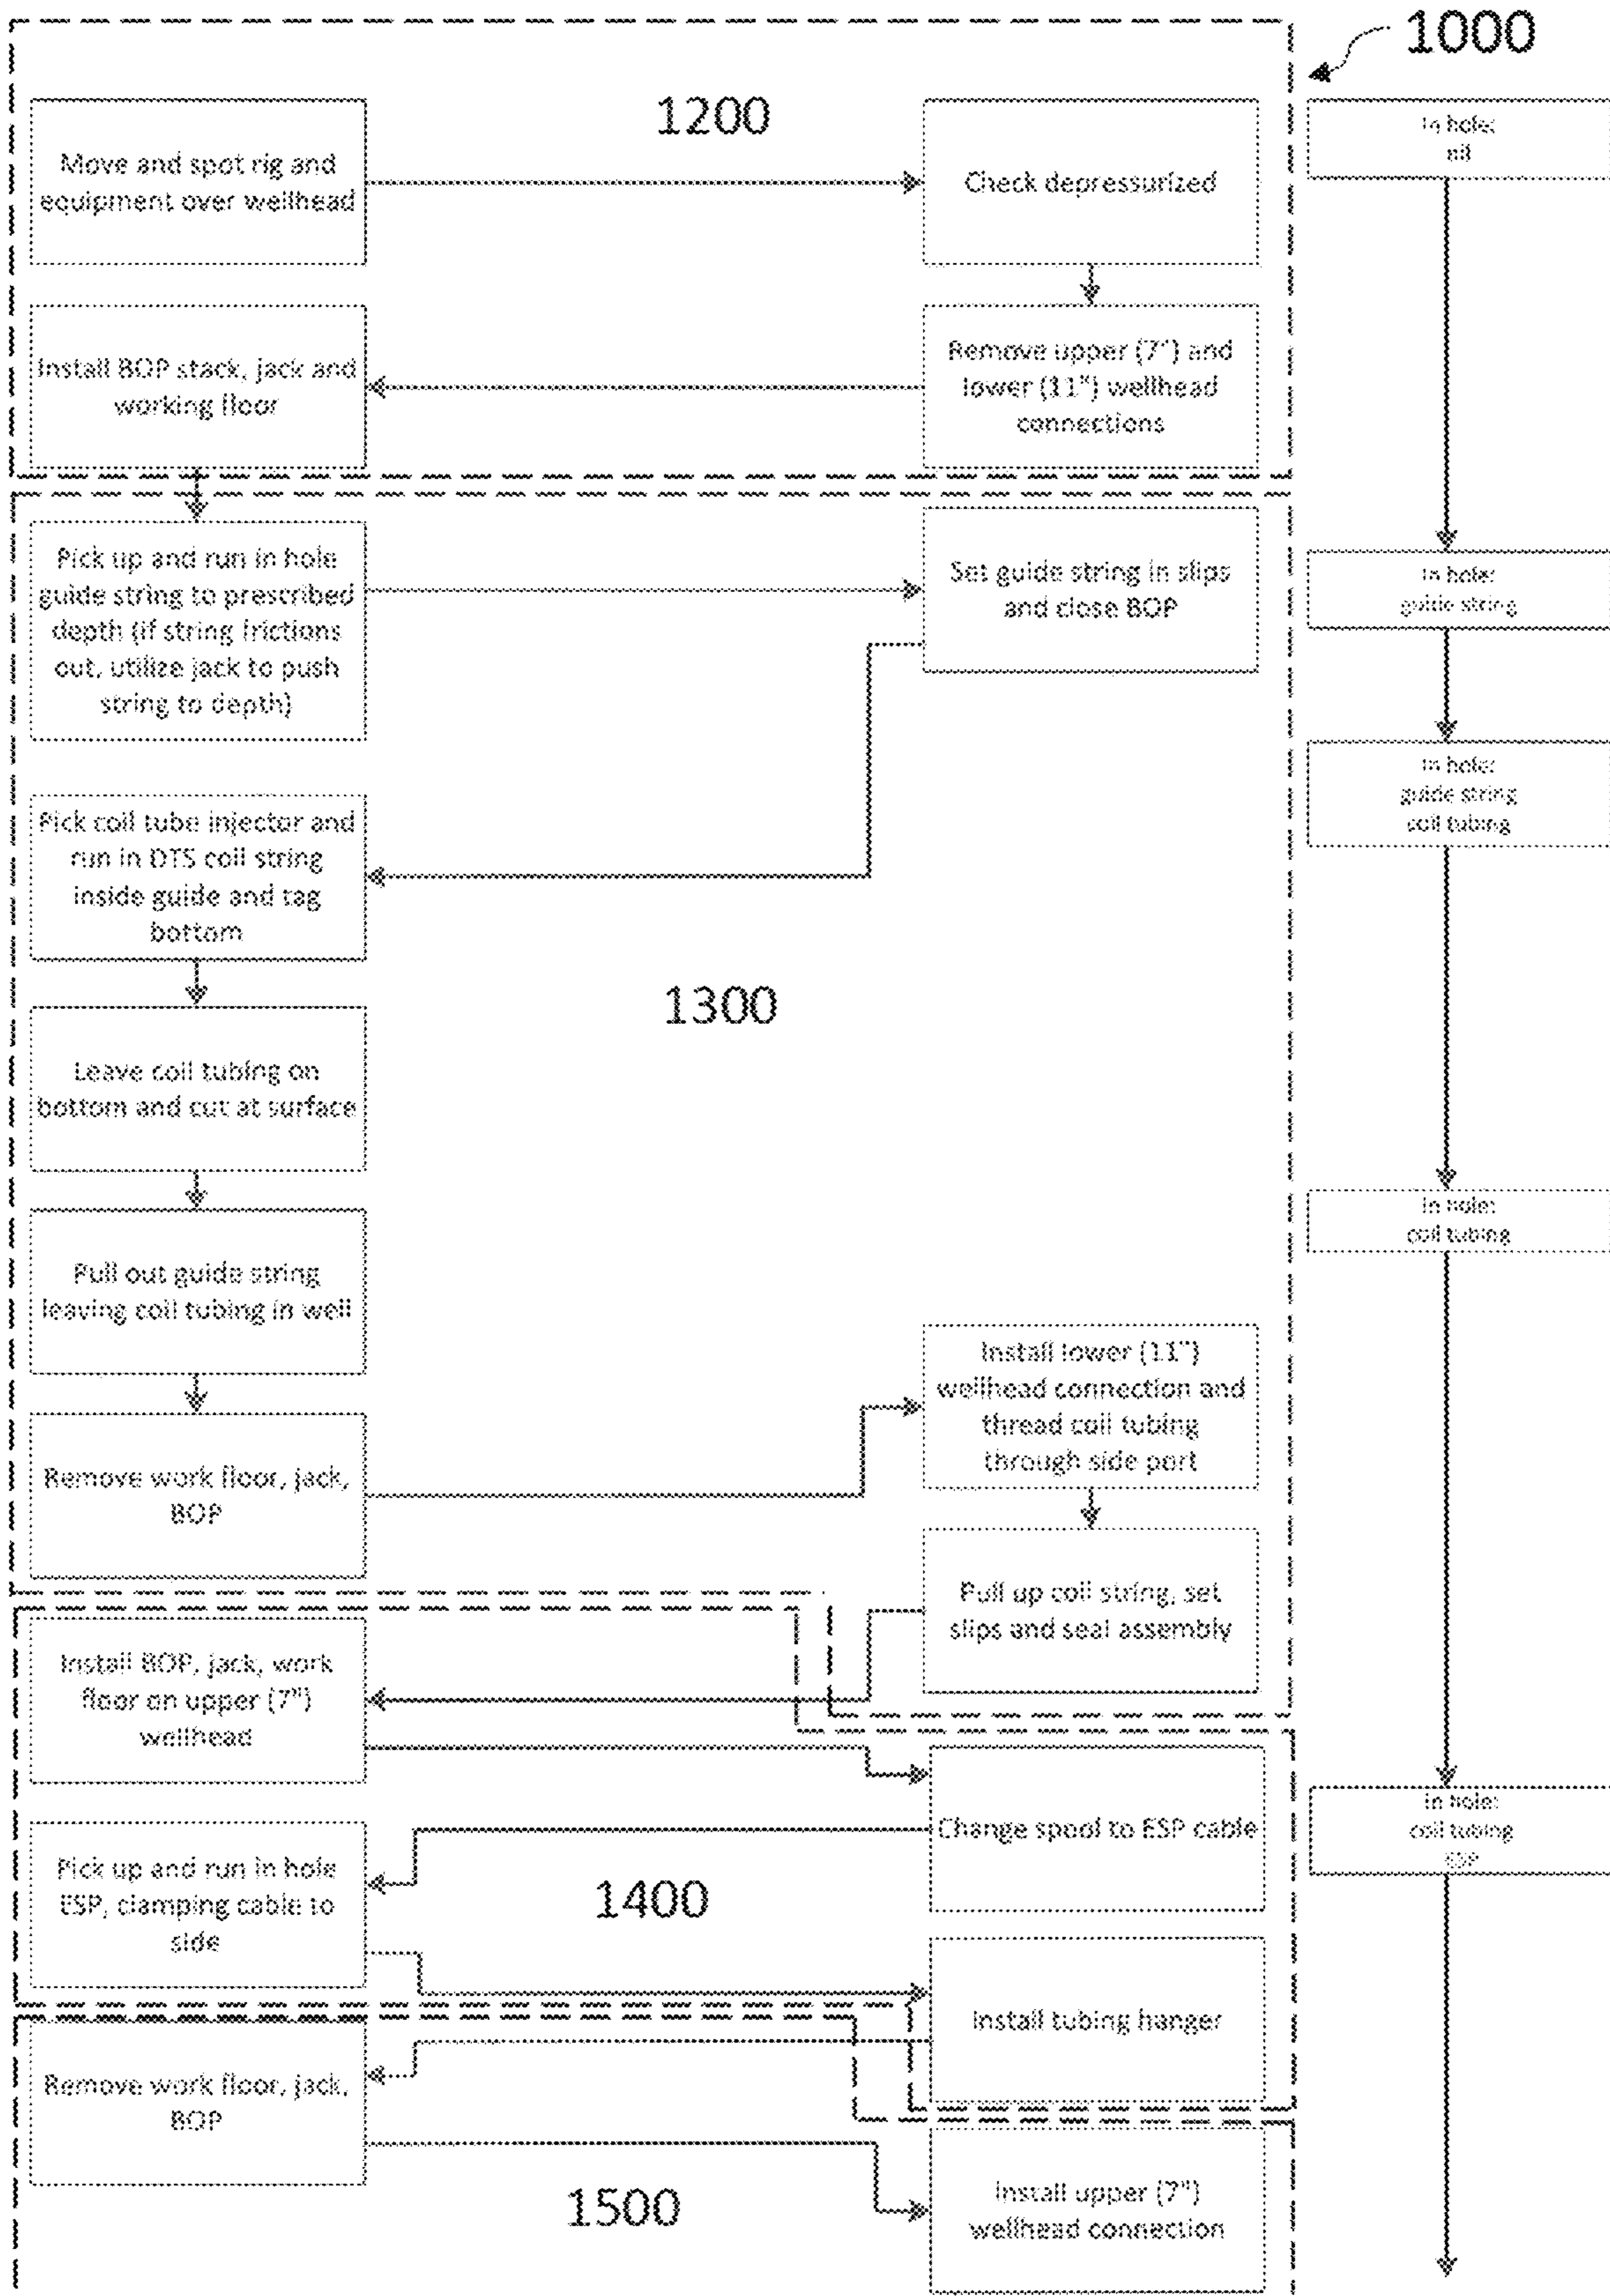 1000
1200
Move and spot rig and
equipment over wellhead
Check depressurized
In hole:
nil
Install BOP stack, jack and
working floor
Remove upper (7") and
lower (11") wellhead
connections
Pick up and run in hole
guide string to prescribed
depth (if string frictions
out, utilize jack to push
string to depth)
Set guide string in slips
and close BOP
In hole:
guide string
In hole:
guide string
coil tubing
Pick coil tube injector and
run in DTS coil string
inside guide and tag
bottom
1300
Leave coil tubing on
bottom and cut at surface
In hole:
coil tubing
Pull out guide string
leaving coil tubing in well
Remove work floor, jack,
BOP
Install lower (11")
wellhead connection and
thread coil tubing
through side port
Pull up coil string, set
slips and seal assembly
Install BOP, jack, work
floor on upper (7")
wellhead
Change spool to ESP cable
In hole:
coil tubing
ESP
Pick up and run in hole
ESP, clamping cable to
side
1400
Install tubing hanger
Remove work floor, jack,
BOP
1500
Install upper (7")
wellhead connection